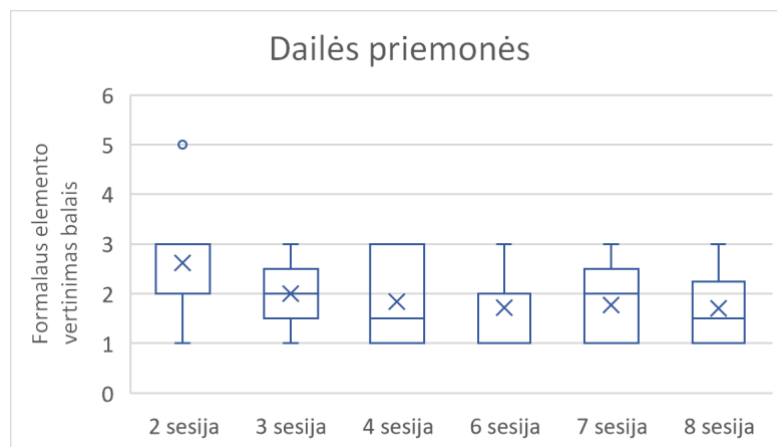 Dailės priemonės
Formalaus elemento
vertinimas balais
6
5
4
3
2
1
0
2 sesija
3 sesija
4 sesija
6 sesija
7 sesija
8 sesija